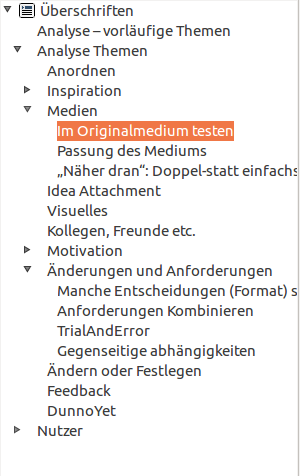 Überschriften
Analyse – vorläufige Themen
Analyse Themen
Anordnen
Inspiration
Medien
Im Originalmedium testen
Passung des Mediums
„Näher dran“: Doppel-statt einfachs
Idea Attachment
Visuelles
Kollegen, Freunde etc.
Motivation
Änderungen und Anforderungen
Manche Entscheidungen (Format) s
Anforderungen Kombinieren
TrialAndError
Gegenseitige abhängigkeiten
Ändern oder Festlegen
Feedback
DunnoYet
Nutzer